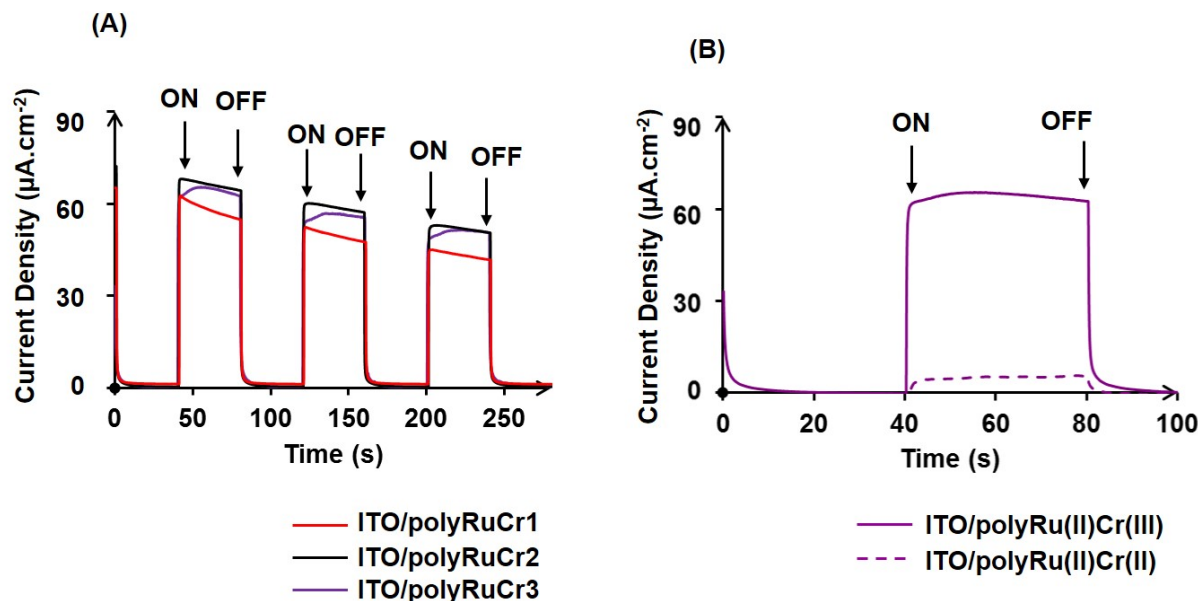 (A)
Current Density (µA.cm-2)
90
60
30
0
ON
OFF
ON
OFF
ON
OFF
0
50
100
150
200
250
Time (s)
ITO/polyRuCr1
ITO/polyRuCr2
ITO/polyRuCr3
(B)
Current Density (µA.cm-2)
90
60
30
0
ON
OFF
0
20
40
60
80
100
Time (s)
ITO/polyRu(II)Cr(III)
ITO/polyRu(II)Cr(II)